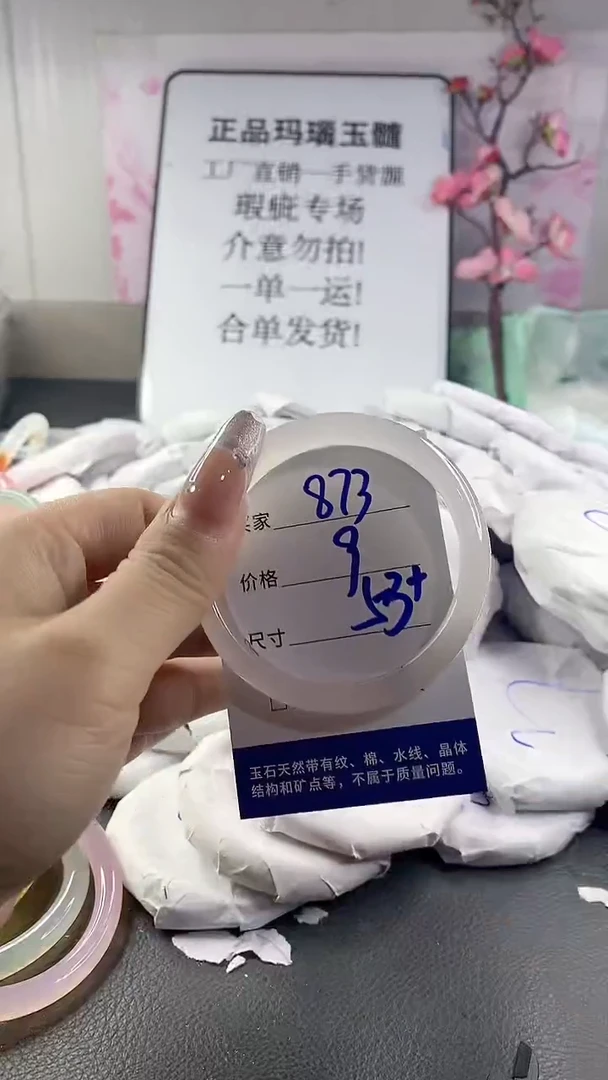 正品玛瑙玉髓
工厂直销一手货源
瑕疵专场
介意勿拍!
一单一运!
合单发货!
家 873
价格 9
尺寸 53+
玉石天然带有纹、棉、水线、晶体
结构和矿点等，不属于质量问题。